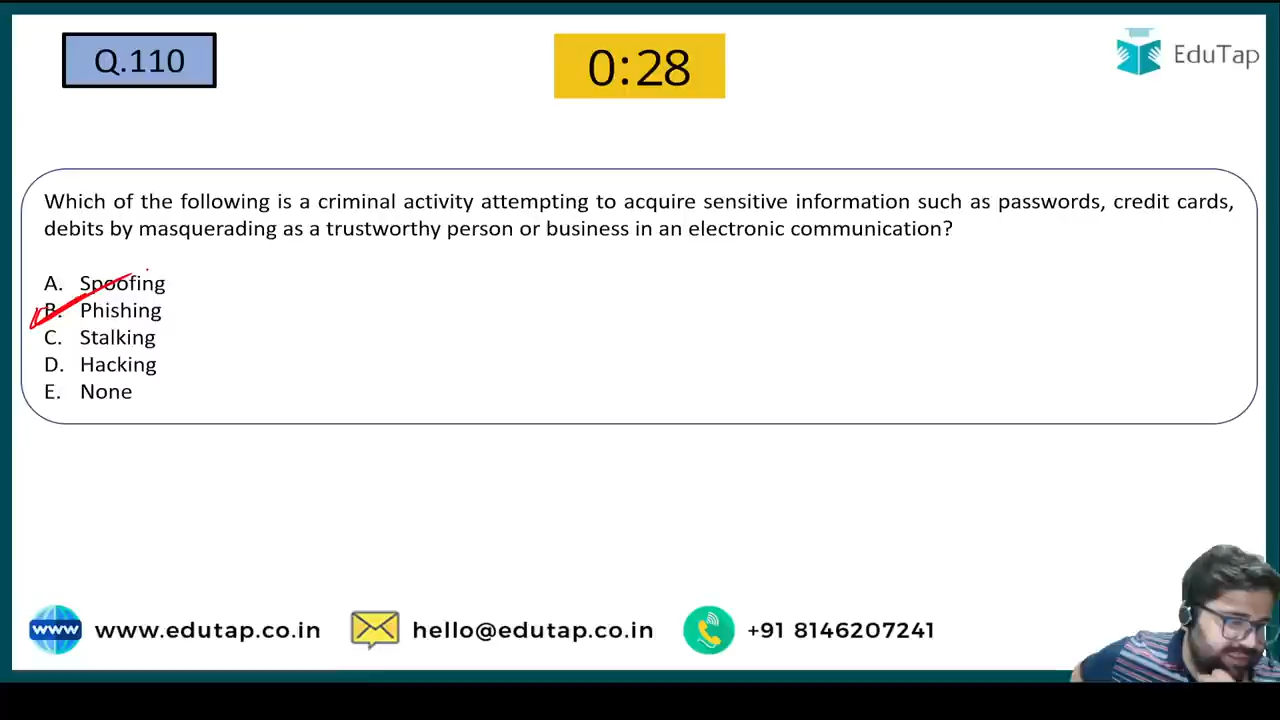 Q.110
0:28
EduTap
Which of the following is a criminal activity attempting to acquire sensitive information such as passwords, credit cards,
debits by masquerading as a trustworthy person or business in an electronic communication?
A. Spoofing
B. Phishing
C. Stalking
D. Hacking
E. None
www www.edutap.co.in hello@edutap.co.in +91 8146207241